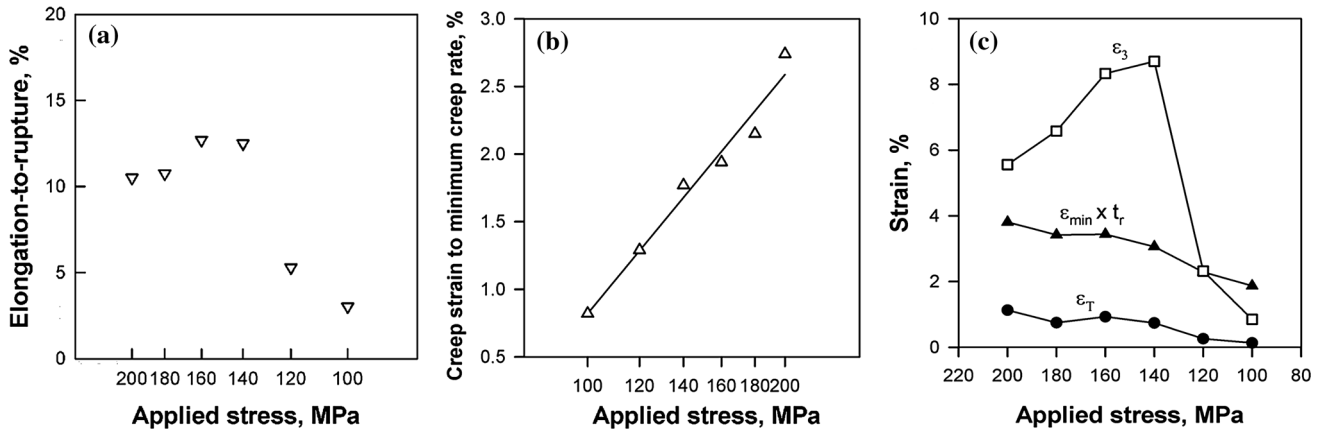 (a)
Elongation-to-rupture, %
20
15
10
5
0
200 180 160 140 120 100
Applied stress, MPa
(b)
Creep strain to minimum creep rate, %
3.0
2.5
2.0
1.5
1.0
0.5
100 120 140 160 180 200
Applied stress, MPa
(c)
Strain, %
10
8
6
4
2
0
ε3
εmin x tr
εT
220 200 180 160 140 120 100 80
Applied stress, MPa